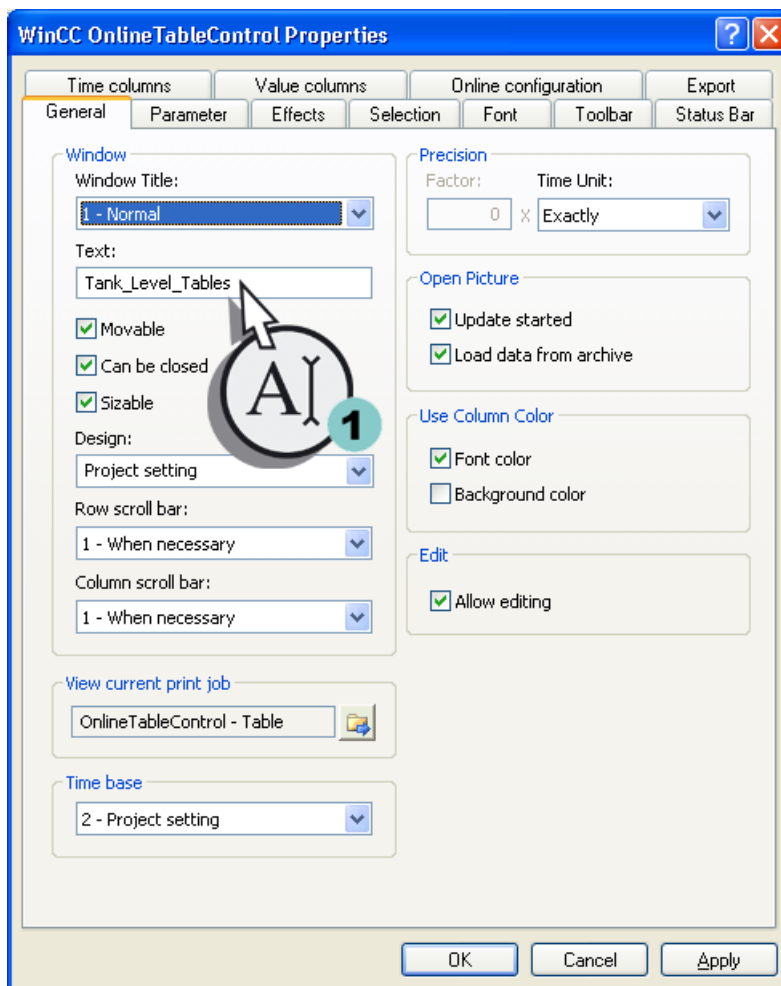 WinCC OnlineTableControl Properties
Time columns Value columns Online configuration Export
General Parameter Effects Selection Font Toolbar Status Bar
Window
Window Title:
1 - Normal
Text:
Tank_Level_Tables
Movable
Can be closed
Sizable
A
1
Design:
Project setting
Row scroll bar:
1 - When necessary
Column scroll bar:
1 - When necessary
View current print job
OnlineTableControl - Table
Time base
2 - Project setting
Precision
Factor: Time Unit:
0 X Exactly
Open Picture
Update started
Load data from archive
Use Column Color
Font color
Background color
Edit
Allow editing
OK Cancel Apply